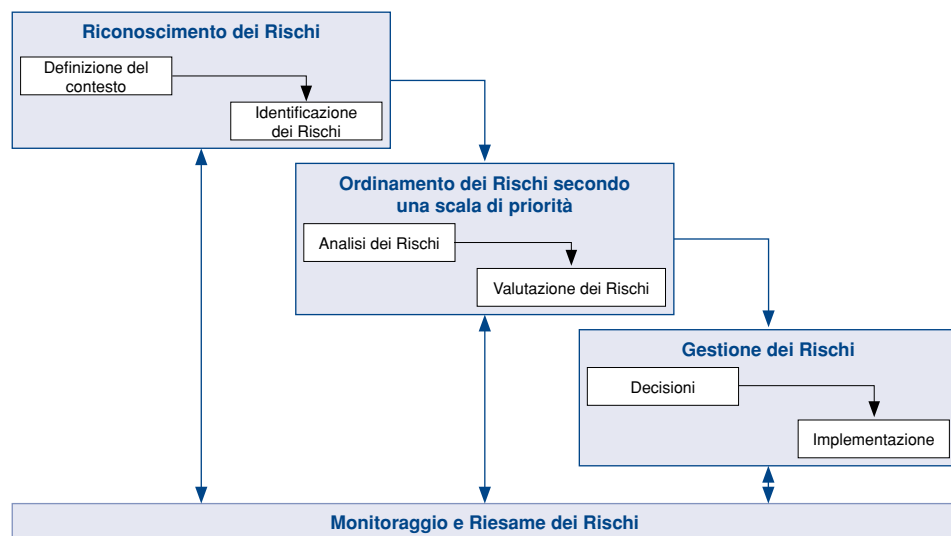 Riconoscimento dei Rischi
Definizione del
contesto
Identificazione
dei Rischi
Ordinamento dei Rischi secondo
una scala di priorità
Analisi dei Rischi
Valutazione dei Rischi
Gestione dei Rischi
Decisioni
Implementazione
Monitoraggio e Riesame dei Rischi